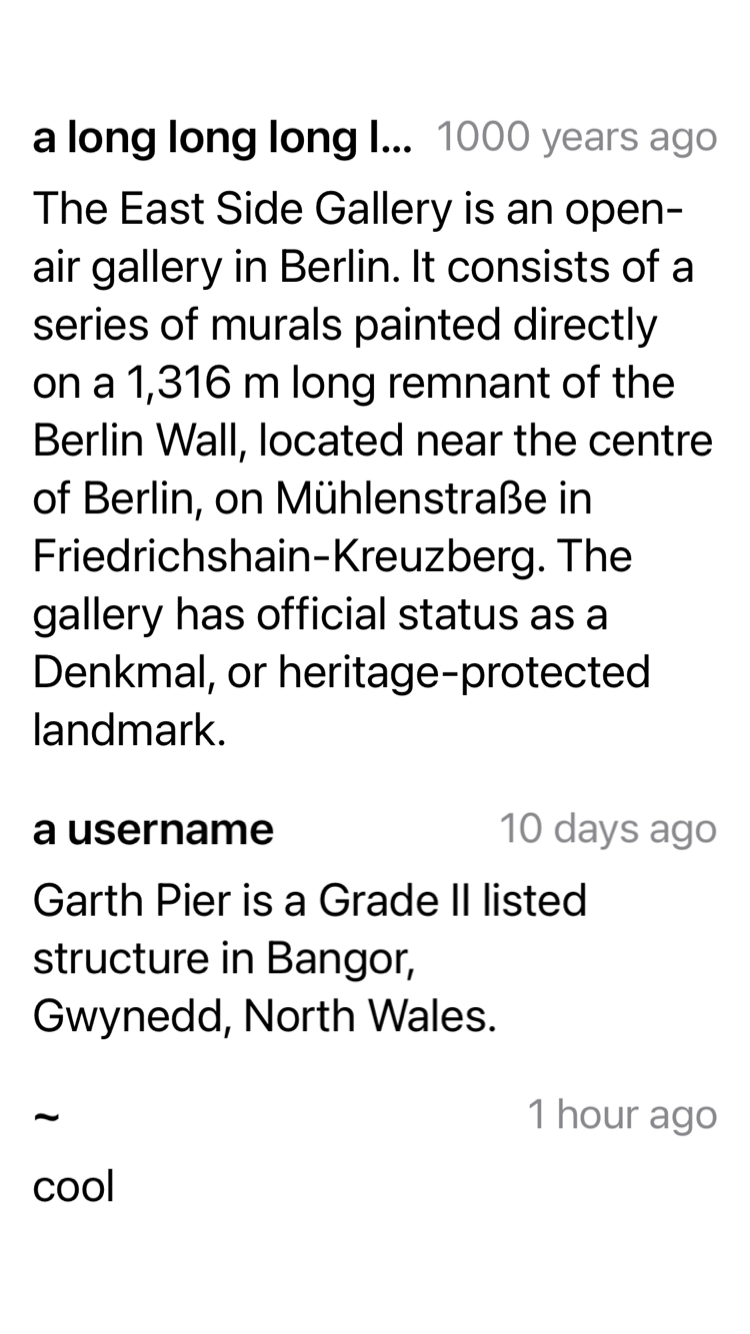 a long long long l... 1000 years ago
The East Side Gallery is an open-
air gallery in Berlin. It consists of a
series of murals painted directly
on a 1,316 m long remnant of the
Berlin Wall, located near the centre
of Berlin, on Mühlenstraße in
Friedrichshain-Kreuzberg. The
gallery has official status as a
Denkmal, or heritage-protected
landmark.
a username 10 days ago
Garth Pier is a Grade II listed
structure in Bangor,
Gwynedd, North Wales.
~ 1 hour ago
cool